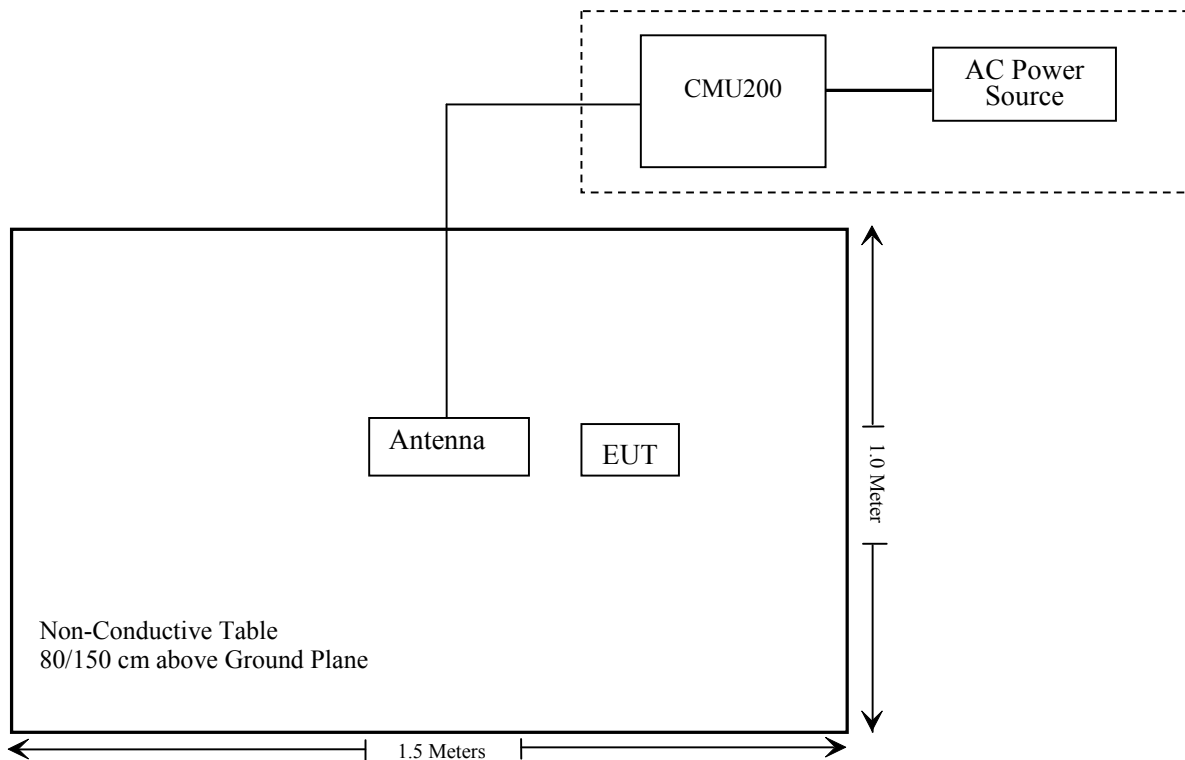 CMU200
AC Power
Source
Antenna
EUT
1.0 Meter
Non-Conductive Table
80/150 cm above Ground Plane
1.5 Meters